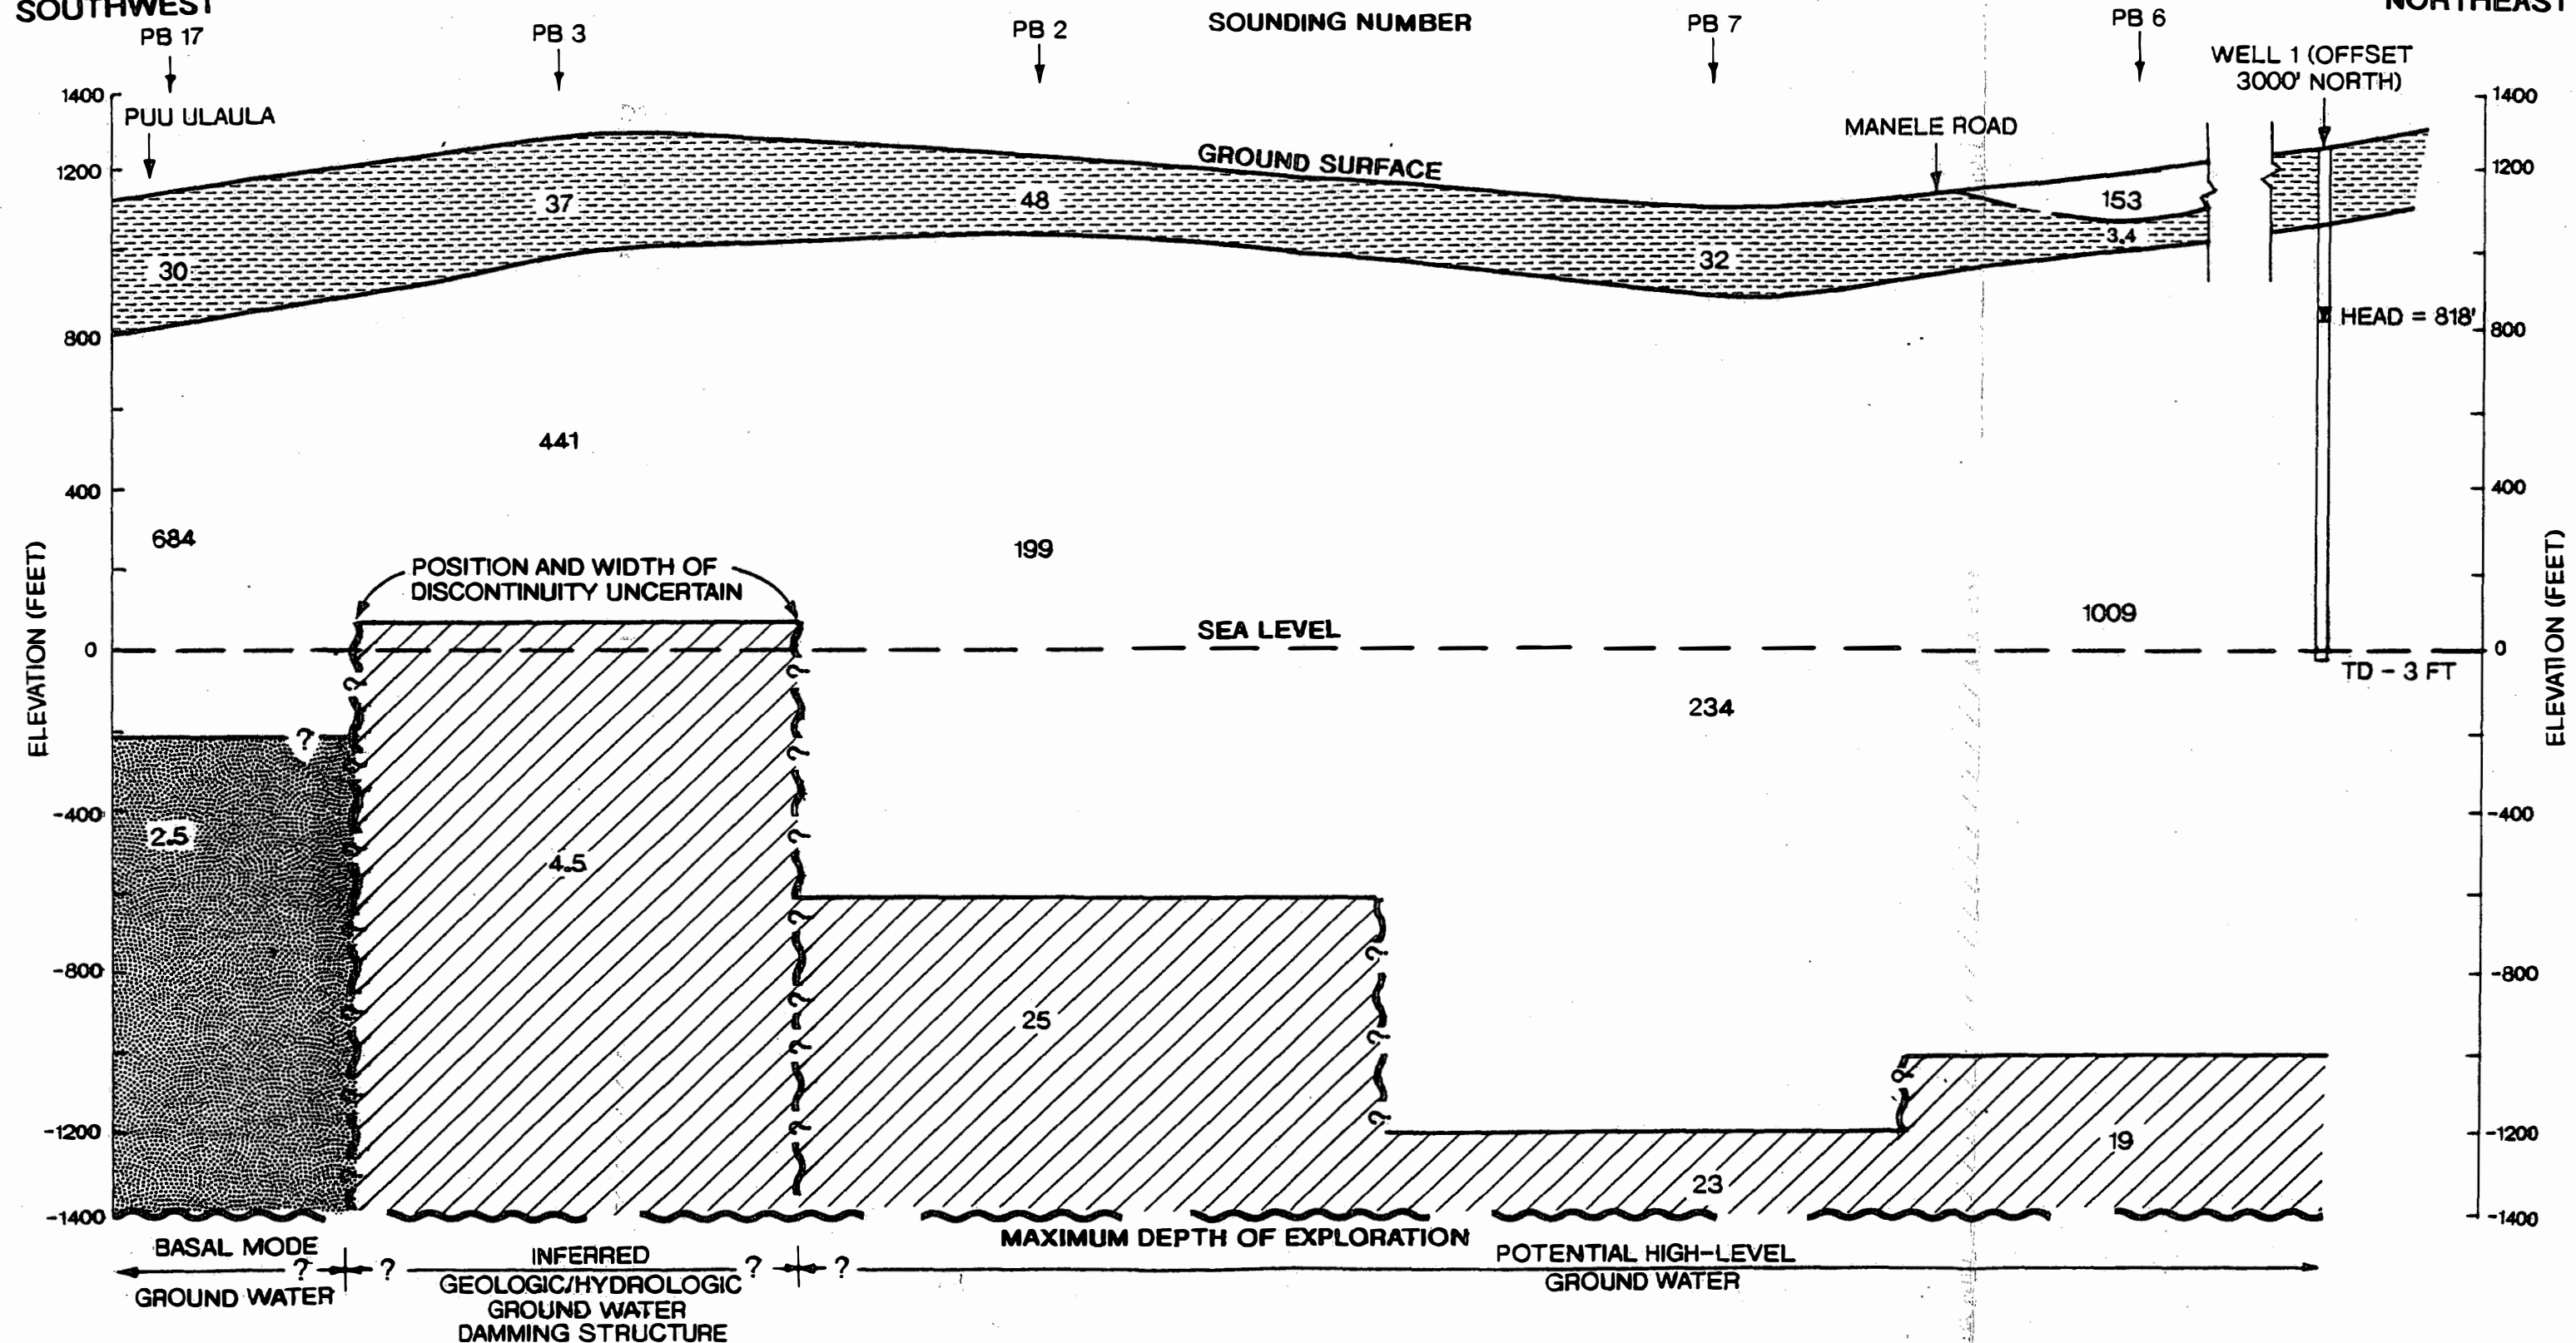 SOUTHWEST
NORTHEAST
SOUNDING NUMBER
PB 17
PB 3
PB 2
PB 7
PB 6
WELL 1 (OFFSET
3000' NORTH)
PUU ULAULA
MANELE ROAD
GROUND SURFACE
1400
1200
800
400
0
-400
-800
-1200
-1400
ELEVATION (FEET)
1400
1200
800
400
0
-400
-800
-1200
-1400
ELEVATION (FEET)
30
37
48
32
153
3.4
HEAD = 818'
441
684
199
1009
POSITION AND WIDTH OF
DISCONTINUITY UNCERTAIN
SEA LEVEL
TD - 3 FT
234
?
?
?
?
?
?
?
?
?
?
?
?
?
?
2.5
4.5
25
23
19
MAXIMUM DEPTH OF EXPLORATION
BASAL MODE
?
GROUND WATER
?
INFERRED
?
GEOLOGIC/HYDROLOGIC
GROUND WATER
DAMMING STRUCTURE
?
POTENTIAL HIGH-LEVEL
GROUND WATER